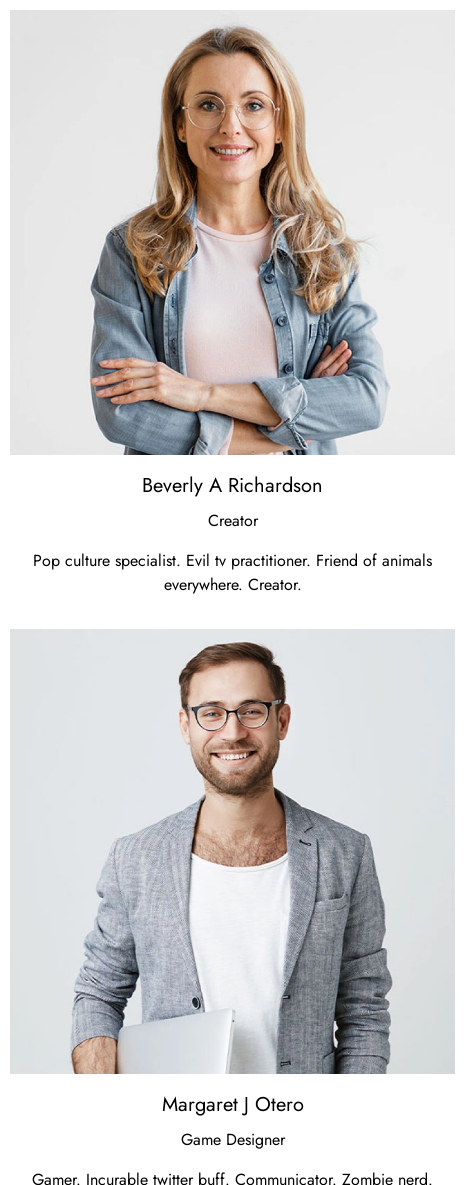 Beverly A Richardson
Creator
Pop culture specialist. Evil tv practitioner. Friend of animals
everywhere. Creator.
Margaret J Otero
Game Designer
Gamer. Incurable twitter buff. Communicator. Zombie nerd.